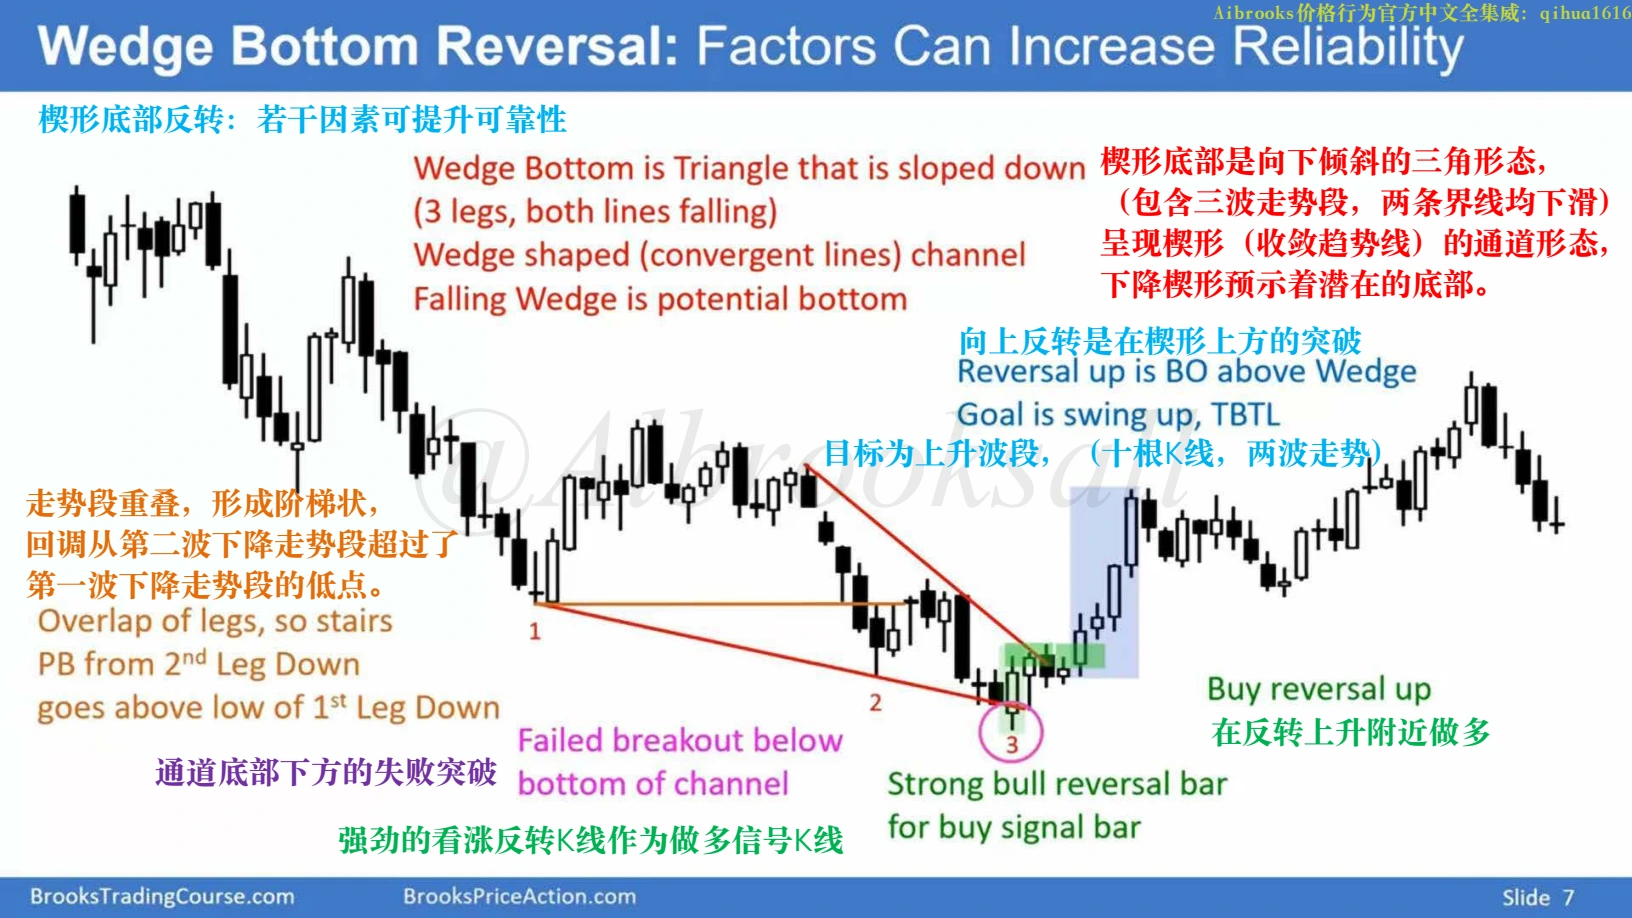 Aibrooks价格行为官方中文全集威：qihua1616
Wedge Bottom Reversal: Factors Can Increase Reliability
楔形底部反转：若干因素可提升可靠性
Wedge Bottom is Triangle that is sloped down
(3 legs, both lines falling)
Wedge shaped (convergent lines) channel
Falling Wedge is potential bottom
楔形底部是向下倾斜的三角形态，
（包含三波走势段，两条界线均下滑）
呈现楔形（收敛趋势线）的通道形态，
下降楔形预示着潜在的底部。
向上反转是在楔形上方的突破
Reversal up is BO above Wedge
Goal is swing up, TBTL
目标为上升波段，（十根K线，两波走势）
@Aibrooksall
走势段重叠，形成阶梯状，
回调从第二波下降走势段超过了
第一波下降走势段的低点。
Overlap of legs, so stairs
PB from 2nd Leg Down
goes above low of 1st Leg Down
1
2
3
Failed breakout below
bottom of channel
通道底部下方的失败突破
Buy reversal up
在反转上升附近做多
Strong bull reversal bar
for buy signal bar
强劲的看涨反转K线作为做多信号K线
BrooksTradingCourse.com
BrooksPriceAction.com
Slide 7